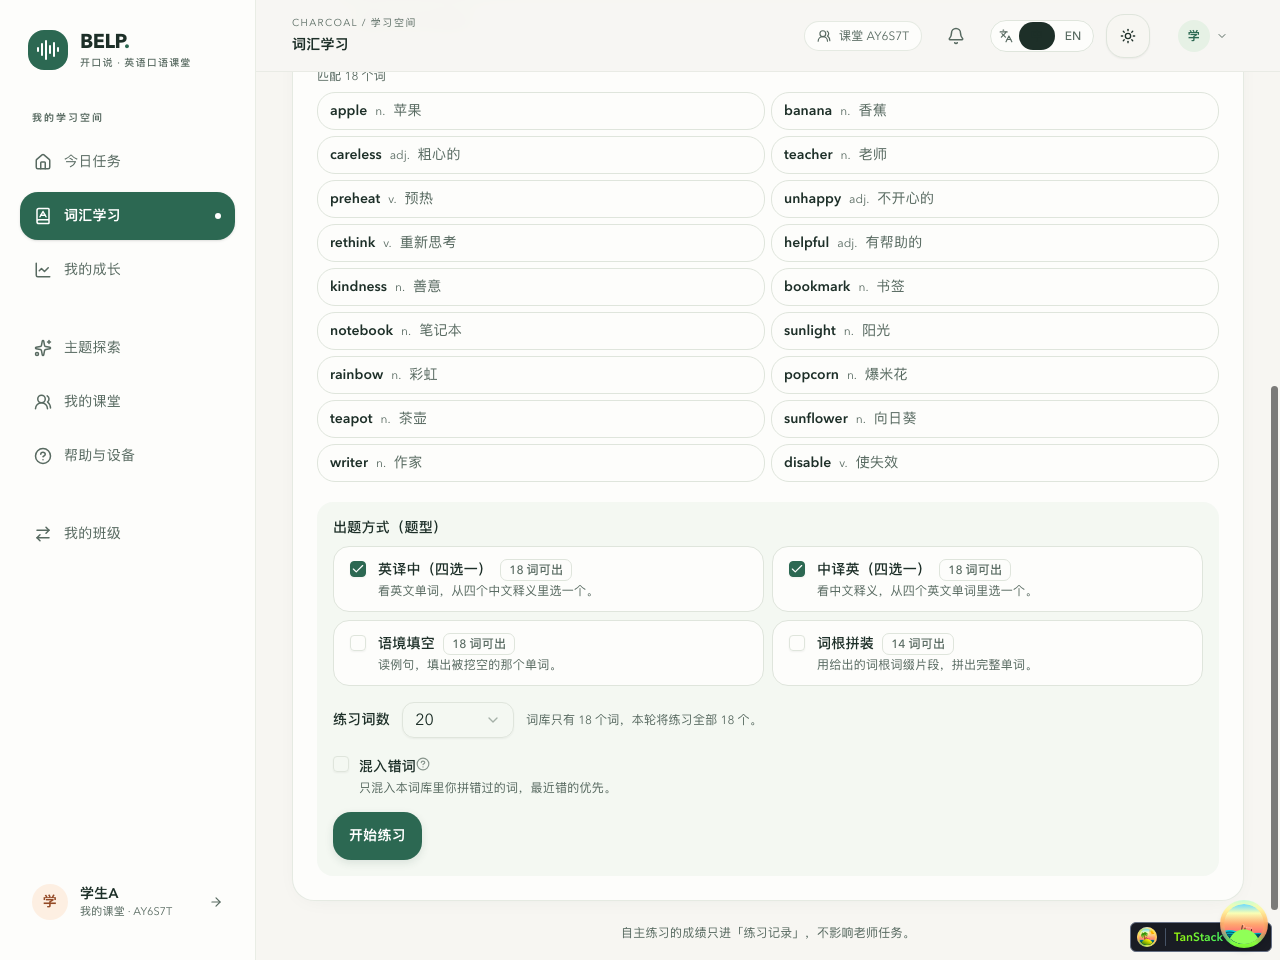 BELP.
开口说 · 英语口语课堂
我的学习空间
今日任务
词汇学习
我的成长
主题探索
我的课堂
帮助与设备
我的班级
学生A
我的课堂 · AY6S7T
学
CHARCOAL / 学习空间
词汇学习
课堂 AY6S7T
EN
学
匹配 18 个词
apple n. 苹果
banana n. 香蕉
careless adj. 粗心的
teacher n. 老师
preheat v. 预热
unhappy adj. 不开心的
rethink v. 重新思考
helpful adj. 有帮助的
kindness n. 善意
bookmark n. 书签
notebook n. 笔记本
sunlight n. 阳光
rainbow n. 彩虹
popcorn n. 爆米花
teapot n. 茶壶
sunflower n. 向日葵
writer n. 作家
disable v. 使失效
出题方式（题型）
英译中（四选一） 18 词可出
看英文单词，从四个中文释义里选一个。
中译英（四选一） 18 词可出
看中文释义，从四个英文单词里选一个。
语境填空 18 词可出
读例句，填出被挖空的那个单词。
词根拼装 14 词可出
用给出的词根词缀片段，拼出完整单词。
练习词数 20 词库只有 18 个词，本轮将练习全部 18 个。
混入错词
只混入本词库里你拼错过的词，最近错的优先。
开始练习
自主练习的成绩只进「练习记录」，不影响老师任务。
TanStack